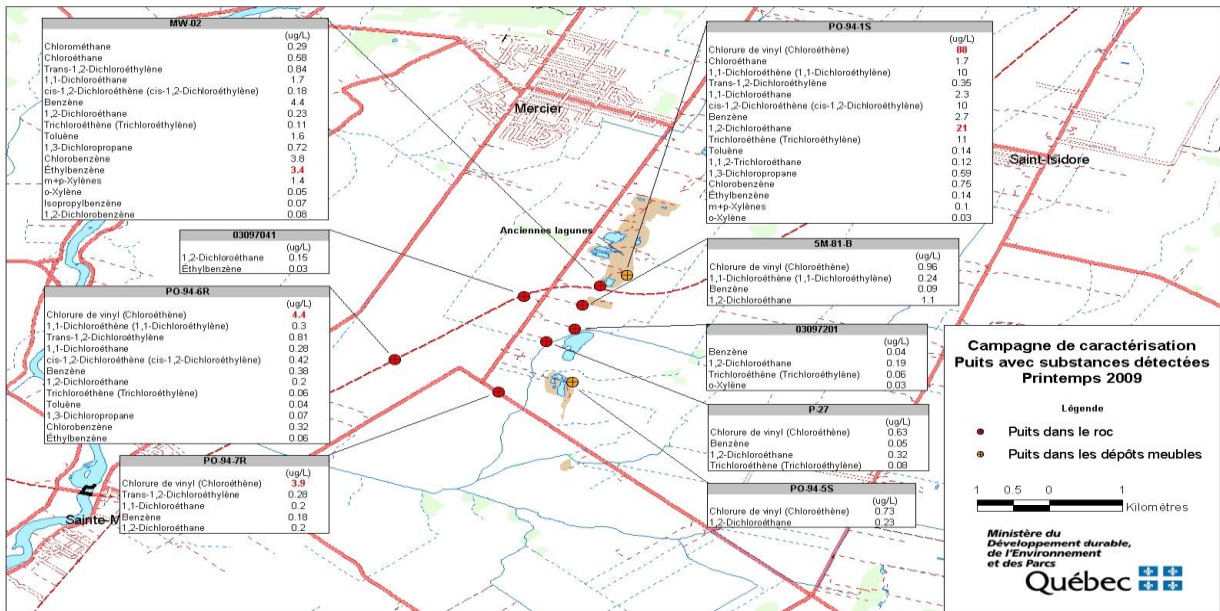 MW-02
(ug/L)
Chlorométhane 0.29
Chloroéthane 0.58
Trans-1,2-Dichloroéthylène 0.84
1,1-Dichloroéthane 1.7
cis-1,2-Dichloroéthène (cis-1,2-Dichloroéthylène) 0.18
Benzène 4.4
1,2-Dichloroéthane 0.23
Trichloroéthène (Trichloroéthylène) 0.11
Toluène 1.6
1,3-Dichloropropane 0.72
Chlorobenzène 3.8
Éthylbenzène 3.4
m+p-Xylènes 1.4
o-Xylène 0.05
Isopropylbenzène 0.07
1,2-Dichlorobenzène 0.08
PO-94-1S
(ug/L)
Chlorure de vinyl (Chloroéthène) 88
Chloroéthane 1.7
1,1-Dichloroéthène (1,1-Dichloroéthylène) 10
Trans-1,2-Dichloroéthylène 0.35
1,1-Dichloroéthane 2.3
cis-1,2-Dichloroéthène (cis-1,2-Dichloroéthylène) 10
Benzène 2.7
1,2-Dichloroéthane 21
Trichloroéthène (Trichloroéthylène) 11
Toluène 0.14
1,1,2-Trichloroéthane 0.12
1,3-Dichloropropane 0.59
Chlorobenzène 0.75
Éthylbenzène 0.14
m+p-Xylènes 0.1
o-Xylène 0.03
Mercier
Saint-Isidore
Anciennes lagunes
03097041
(ug/L)
1,2-Dichloroéthane 0.15
Éthylbenzène 0.03
5M-81-B
(ug/L)
Chlorure de vinyl (Chloroéthène) 0.96
1,1-Dichloroéthène (1,1-Dichloroéthylène) 0.24
Benzène 0.09
1,2-Dichloroéthane 1.1
PO-94-6R
(ug/L)
Chlorure de vinyl (Chloroéthène) 4.4
1,1-Dichloroéthène (1,1-Dichloroéthylène) 0.3
Trans-1,2-Dichloroéthylène 0.81
1,1-Dichloroéthane 0.28
cis-1,2-Dichloroéthène (cis-1,2-Dichloroéthylène) 0.42
Benzène 0.38
1,2-Dichloroéthane 0.2
Trichloroéthène (Trichloroéthylène) 0.06
Toluène 0.04
1,3-Dichloropropane 0.07
Chlorobenzène 0.32
Éthylbenzène 0.06
03097201
(ug/L)
Benzène 0.04
1,2-Dichloroéthane 0.19
Trichloroéthène (Trichloroéthylène) 0.06
o-Xylène 0.03
P-27
(ug/L)
Chlorure de vinyl (Chloroéthène) 0.63
Benzène 0.05
1,2-Dichloroéthane 0.32
Trichloroéthène (Trichloroéthylène) 0.08
PO-94-7R
(ug/L)
Chlorure de vinyl (Chloroéthène) 3.9
Trans-1,2-Dichloroéthylène 0.28
1,1-Dichloroéthane 0.2
Benzène 0.18
1,2-Dichloroéthane 0.2
Sainte-M
PO-94-5S
(ug/L)
Chlorure de vinyl (Chloroéthène) 0.73
1,2-Dichloroéthane 0.23
Campagne de caractérisation
Puits avec substances détectées
Printemps 2009
Légende
Puits dans le roc
Puits dans les dépôts meubles
1 0.5 0 1
Kilomètres
Ministère du
Développement durable,
de l'Environnement
et des Parcs
Québec